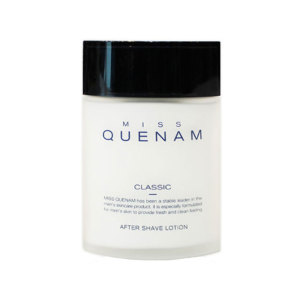 MISS
QUENAM
CLASSIC
MISS QUENAM has been a stable leader in the
men's skincare product. it is especially formulated
for men's skin to provide fresh and clean feeling
AFTER SHAVE LOTION